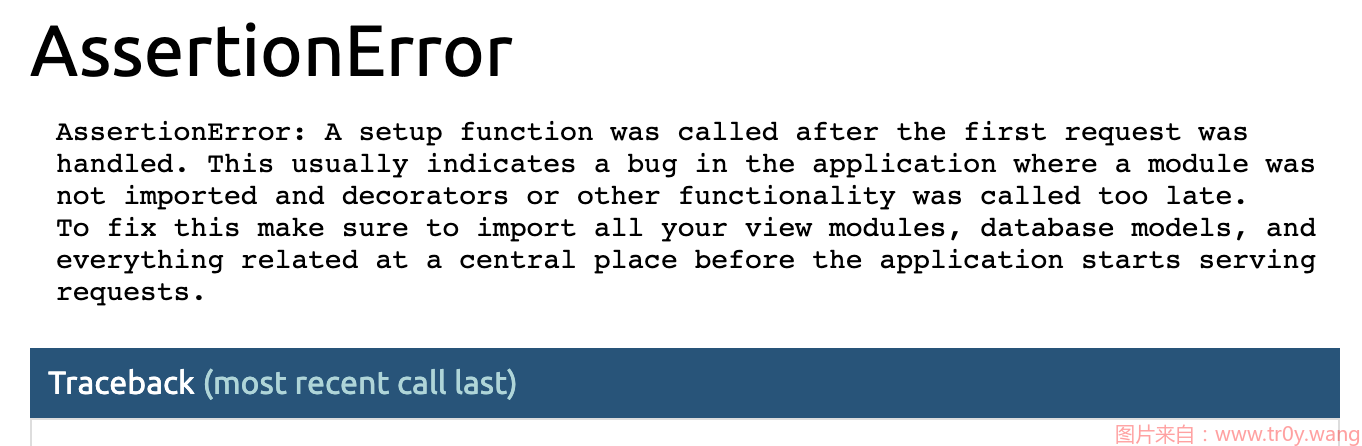 AssertionError
AssertionError: A setup function was called after the first request was
handled. This usually indicates a bug in the application where a module was
not imported and decorators or other functionality was called too late.
To fix this make sure to import all your view modules, database models, and
everything related at a central place before the application starts serving
requests.
Traceback (most recent call last)
图片来自：www.tr0y.wang